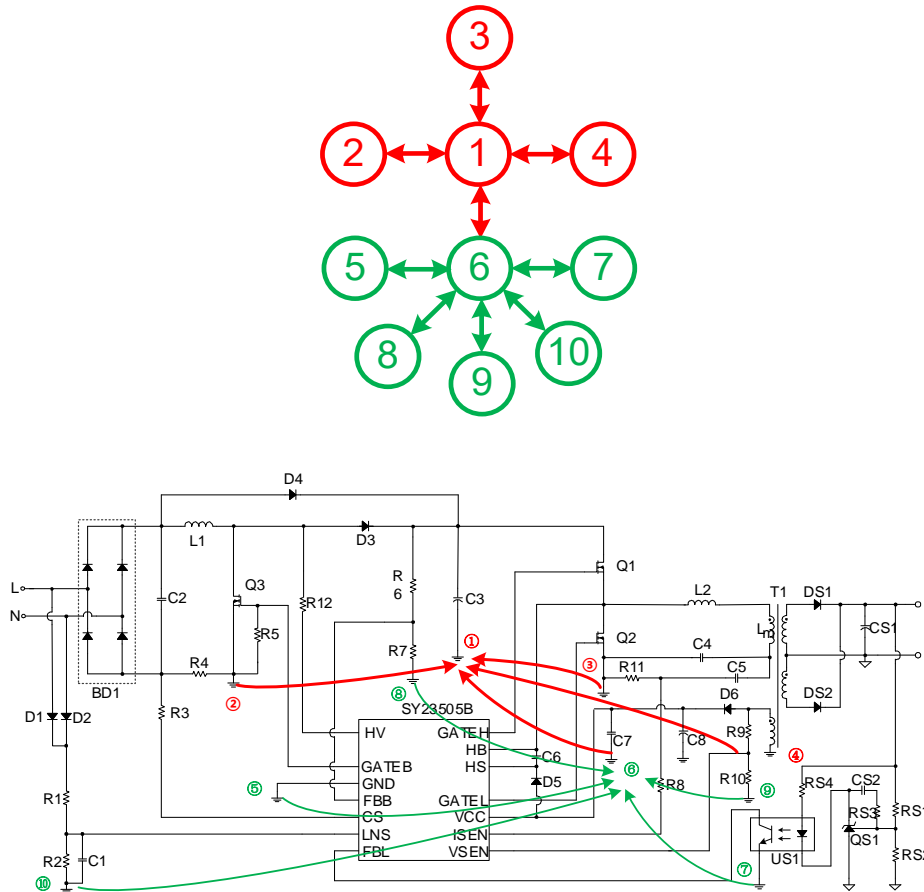 3
2 1 4
5 6 7
8 9 10
D4
L1 D3
L
N
BD1
C2
Q3
R12
R
6
C3
Q1
L2
T1 DS1
R5
R4
R7
Q2
Lm
CS1
C4
①
③
R11
C5
DS2
D1 D2
R3
②
⑧
SY23505B
D6
HV
GATEB
GND
FBB
CS
LNS
FBL
GATEH
HB
HS
GATEL
VCC
ISEN
VSEN
C6
D5
C7
C8
R9
④
⑥
R8
R10
⑤
⑨
R1
R2
C1
RS4
CS2
RS3
QS1
RS1
RS2
US1
⑦
⑩